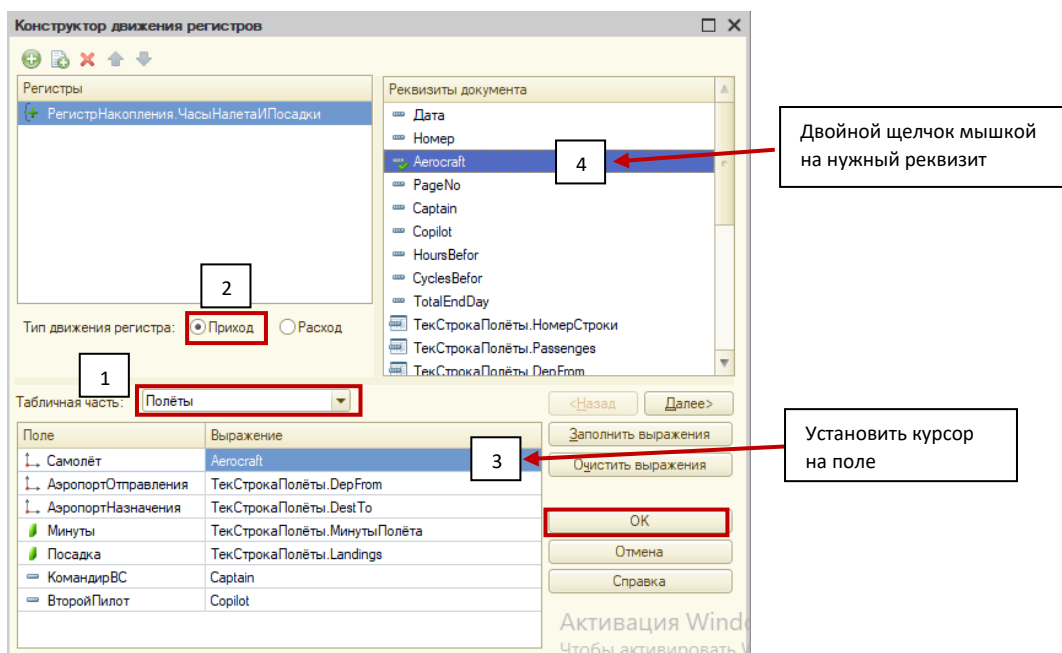 Конструктор движения регистров
Регистры
РегистрНакопления.ЧасыНалетаИПосадки
Реквизиты документа
Дата
Номер
Aerocraft
PageNo
Captain
Copilot
HoursBefor
CyclesBefor
TotalEndDay
ТекСтрокаПолёты.НомерСтроки
ТекСтрокаПолёты.Passenges
ТекСтрокаПолёты.DepFrom
4
Двойной щелчок мышкой
на нужный реквизит
2
Тип движения регистра: Приход Расход
1
Табличная часть: Полёты
<Назад Далее>
Поле Выражение
Самолёт Aerocraft
АэропортОтправления ТекСтрокаПолёты.DepFrom
АэропортНазначения ТекСтрокаПолёты.DestTo
Минуты ТекСтрокаПолёты.МинутыПолёта
Посадка ТекСтрокаПолёты.Landings
КомандирВС Captain
ВторойПилот Copilot
3
Заполнить выражения
Очистить выражения
Установить курсор
на поле
OK
Отмена
Справка
Активация Windo
Чтобы активировать